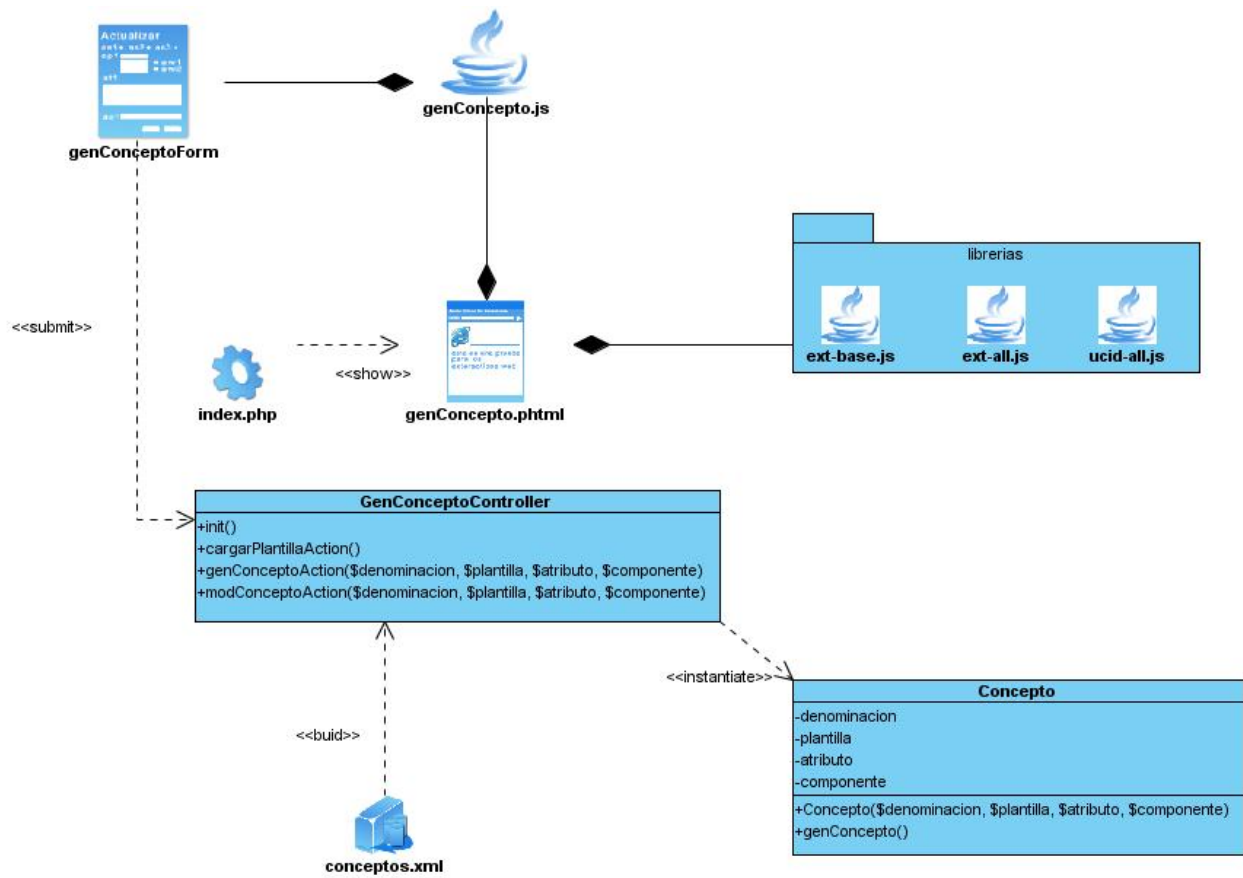 Actualizar
genConceptoForm
genConcepto.js
librerias
ext-base.js
ext-all.js
ucid-all.js
<<submit>>
<<show>>
index.php
genConcepto.phtml
GenConceptoController
+init()
+cargarPlantillaAction()
+genConceptoAction($denominacion, $plantilla, $atributo, $componente)
+modConceptoAction($denominacion, $plantilla, $atributo, $componente)
<<instantiate>>
Concepto
-denominacion
-plantilla
-atributo
-componente
+Concepto($denominacion, $plantilla, $atributo, $componente)
+genConcepto()
<<buid>>
conceptos.xml